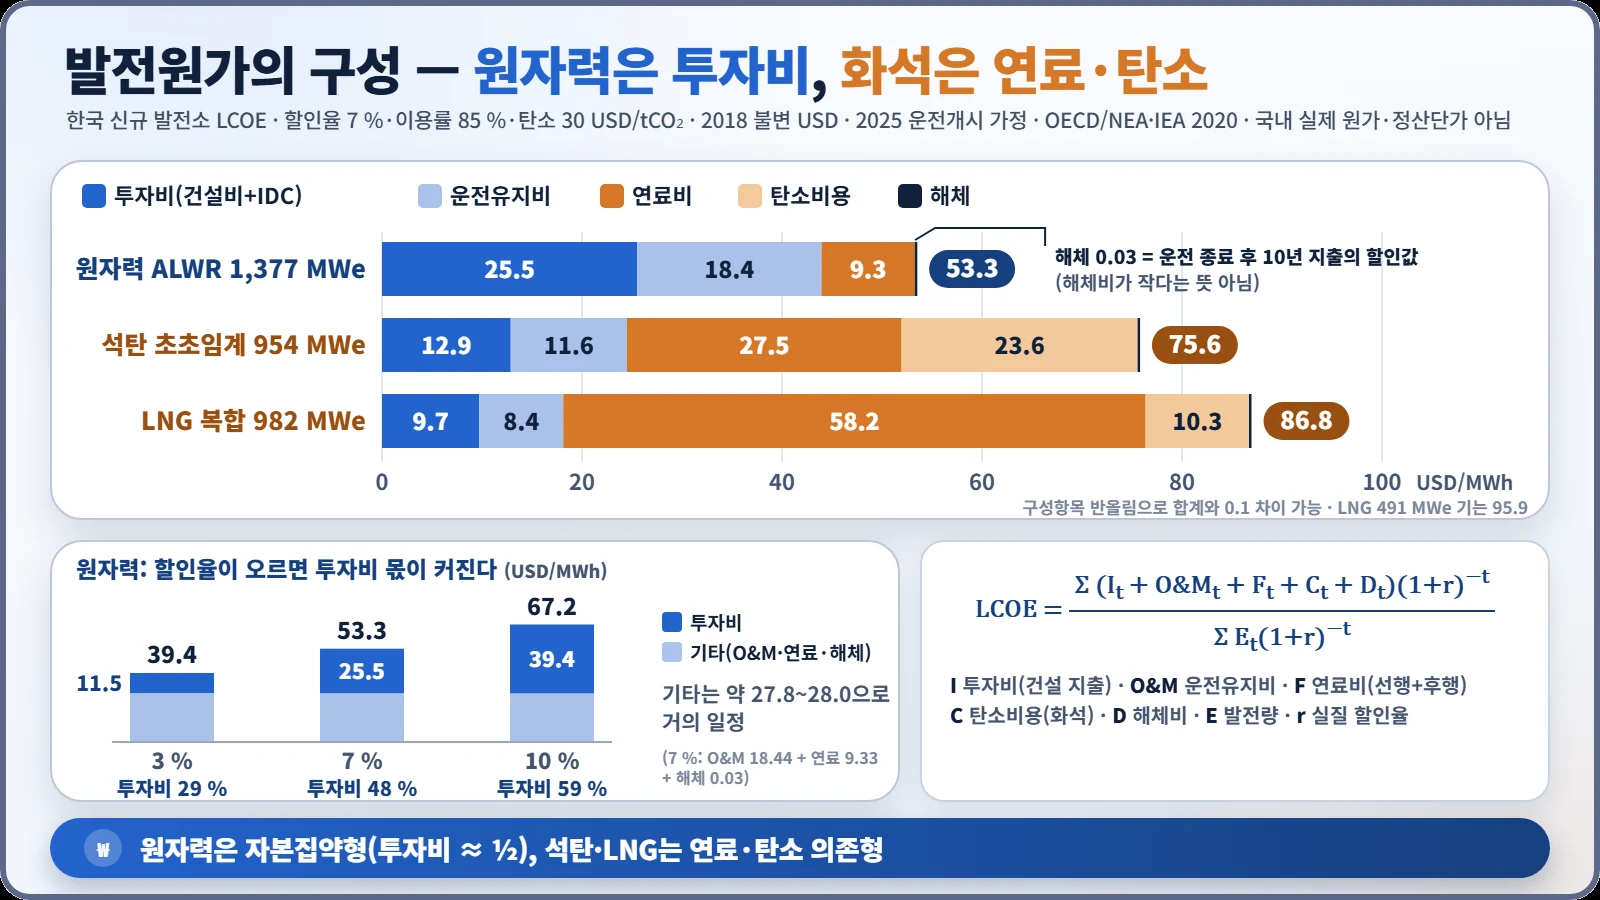 발전원가의 구성 — 원자력은 투자비, 화석은 연료·탄소
한국 신규 발전소 LCOE · 할인율 7 %·이용률 85 %·탄소 30 USD/tCO₂ · 2018 불변 USD · 2025 운전개시 가정 · OECD/NEA·IEA 2020 · 국내 실제 원가·정산단가 아님
투자비(건설비+IDC) 운전유지비 연료비 탄소비용 해체
원자력 ALWR 1,377 MWe 25.5 18.4 9.3 53.3
해체 0.03 = 운전 종료 후 10년 지출의 할인값
(해체비가 작다는 뜻 아님)
석탄 초초임계 954 MWe 12.9 11.6 27.5 23.6 75.6
LNG 복합 982 MWe 9.7 8.4 58.2 10.3 86.8
0 20 40 60 80 100 USD/MWh
구성항목 반올림으로 합계와 0.1 차이 가능 · LNG 491 MWe 기는 95.9
원자력: 할인율이 오르면 투자비 몫이 커진다 (USD/MWh)
39.4 53.3 67.2
11.5 25.5 39.4
3 % 7 % 10 %
투자비 29 % 투자비 48 % 투자비 59 %
투자비
기타(O&M·연료·해체)
기타는 약 27.8~28.0으로
거의 일정
(7 %: O&M 18.44 + 연료 9.33
+ 해체 0.03)
LCOE = Σ (Iₜ + O&Mₜ + Fₜ + Cₜ + Dₜ)(1+r)⁻ᵗ
Σ Eₜ(1+r)⁻ᵗ
I 투자비(건설 지출) · O&M 운전유지비 · F 연료비(선행+후행)
C 탄소비용(화석) · D 해체비 · E 발전량 · r 실질 할인율
₩ 원자력은 자본집약형(투자비 ≈ ½), 석탄·LNG는 연료·탄소 의존형